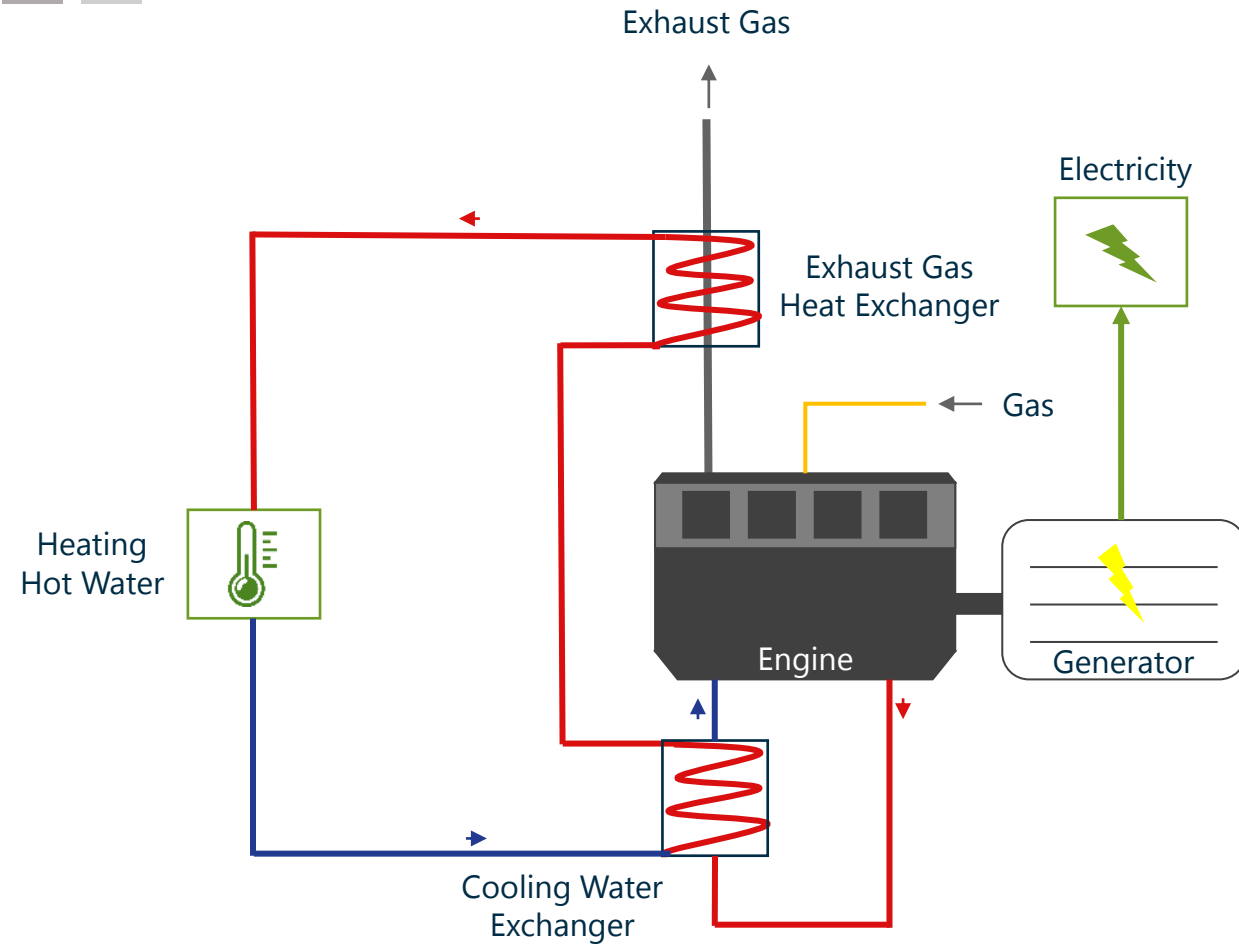 Exhaust Gas
Electricity
Exhaust Gas
Heat Exchanger
Gas
Heating
Hot Water
Engine
Generator
Cooling Water
Exchanger